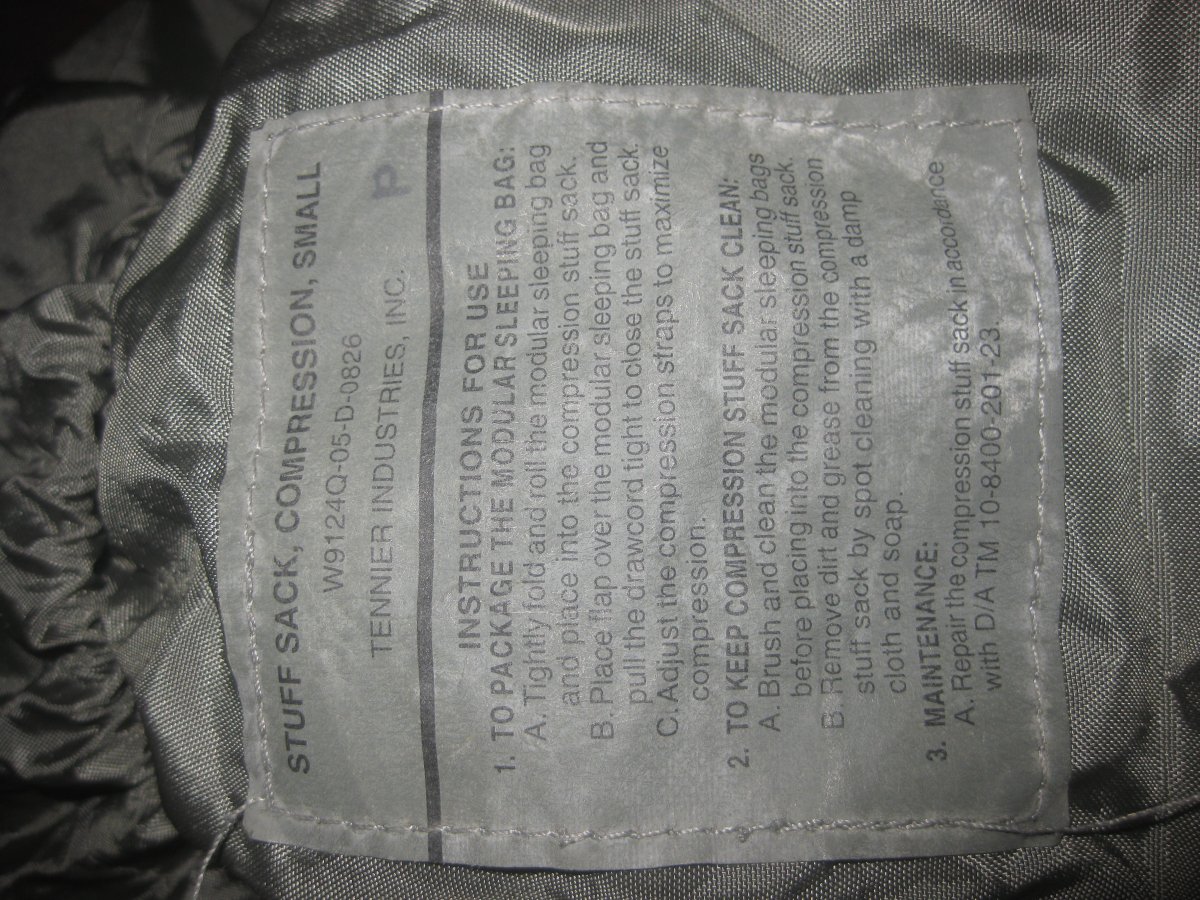 STUFF SACK, COMPRESSION, SMALL
W9124Q-05-D-0826
TENNIER INDUSTRIES, INC.
P
INSTRUCTIONS FOR USE
1. TO PACKAGE THE MODULAR SLEEPING BAG:
A. Tightly fold and roll the modular sleeping bag
and place into the compression stuff sack.
B. Place flap over the modular sleeping bag and
pull the drawcord tight to close the stuff sack.
C. Adjust the compression straps to maximize
compression.
2. TO KEEP COMPRESSION STUFF SACK CLEAN:
A. Brush and clean the modular sleeping bags
before placing into the compression stuff sack.
B. Remove dirt and grease from the compression
stuff sack by spot cleaning with a damp
cloth and soap.
3. MAINTENANCE:
A. Repair the compression stuff sack in accordence
with D/A TM 10-8400-201-23.